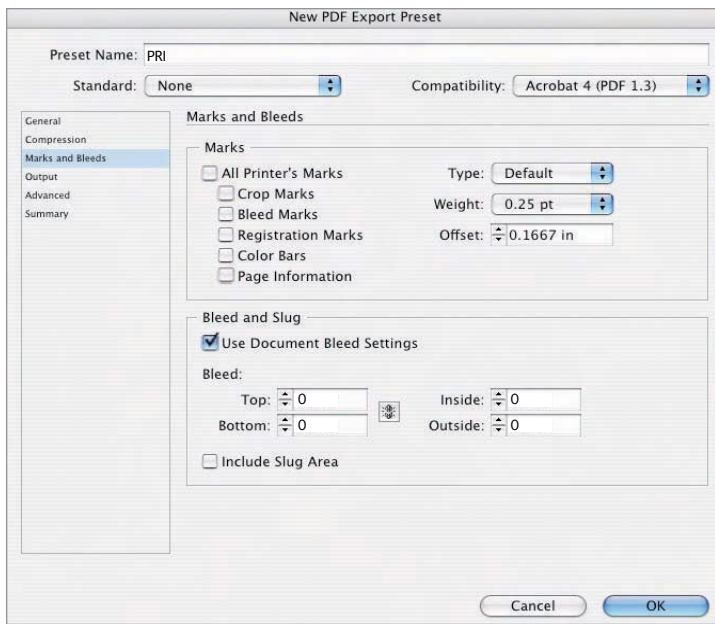 New PDF Export Preset
Preset Name: PRI
Standard: None Compatibility: Acrobat 4 (PDF 1.3)
General
Compression
Marks and Bleeds
Output
Advanced
Summary
Marks and Bleeds
Marks
All Printer's Marks
Crop Marks
Bleed Marks
Registration Marks
Color Bars
Page Information
Type: Default
Weight: 0.25 pt
Offset: 0.1667 in
Bleed and Slug
Use Document Bleed Settings
Bleed:
Top: 0 Inside: 0
Bottom: 0 Outside: 0
Include Slug Area
Cancel OK